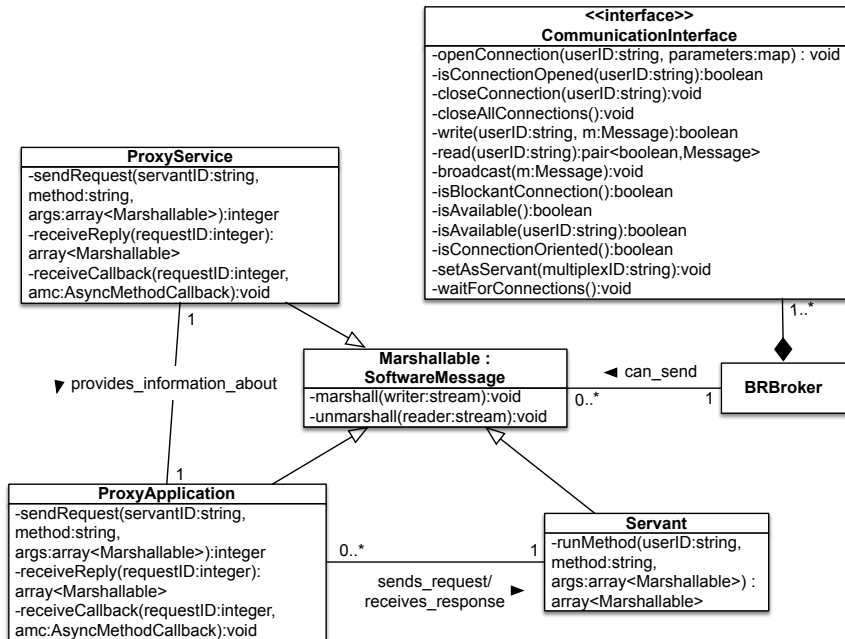 <<interface>>
CommunicationInterface
-openConnection(userID:string, parameters:map) : void
-isConnectionOpened(userID:string):boolean
-closeConnection(userID:string):void
-closeAllConnections():void
-write(userID:string, m:Message):boolean
-read(userID:string):pair<boolean,Message>
-broadcast(m:Message):void
-isBlockantConnection():boolean
-isAvailable():boolean
-isAvailable(userID:string):boolean
-isConnectionOriented():boolean
-setAsServant(multiplexID:string):void
-waitForConnections():void
ProxyService
-sendRequest(servantID:string,
method:string,
args:array<Marshallable>):integer
-receiveReply(requestID:integer):
array<Marshallable>
-receiveCallback(requestID:integer,
amc:AsyncMethodCallback):void
1
1..*
provides_information_about
Marshallable :
SoftwareMessage
-marshall(writer:stream):void
-unmarshall(reader:stream):void
can_send
0..*
1
BRBroker
1
ProxyApplication
-sendRequest(servantID:string,
method:string,
args:array<Marshallable>):integer
-receiveReply(requestID:integer):
array<Marshallable>
-receiveCallback(requestID:integer,
amc:AsyncMethodCallback):void
0..*
1
sends_request/
receives_response
Servant
-runMethod(userID:string,
method:string,
args:array<Marshallable>) :
array<Marshallable>